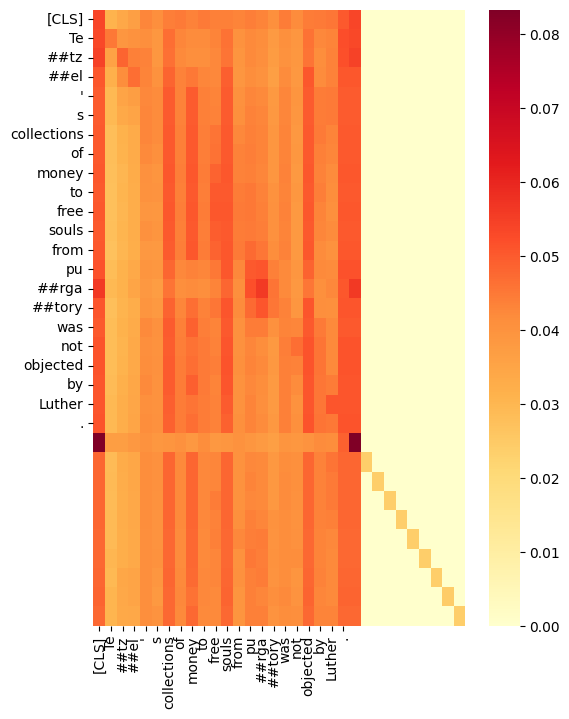 [CLS]
Te
##tz
##el
'
s
collections
of
money
to
free
souls
from
pu
##rga
##tory
was
not
objected
by
Luther
.
[CLS]
Te
##tz
##el
'
s
collections
of
money
to
free
souls
from
pu
##rga
##tory
was
not
objected
by
Luther
.
0.08
0.07
0.06
0.05
0.04
0.03
0.02
0.01
0.00